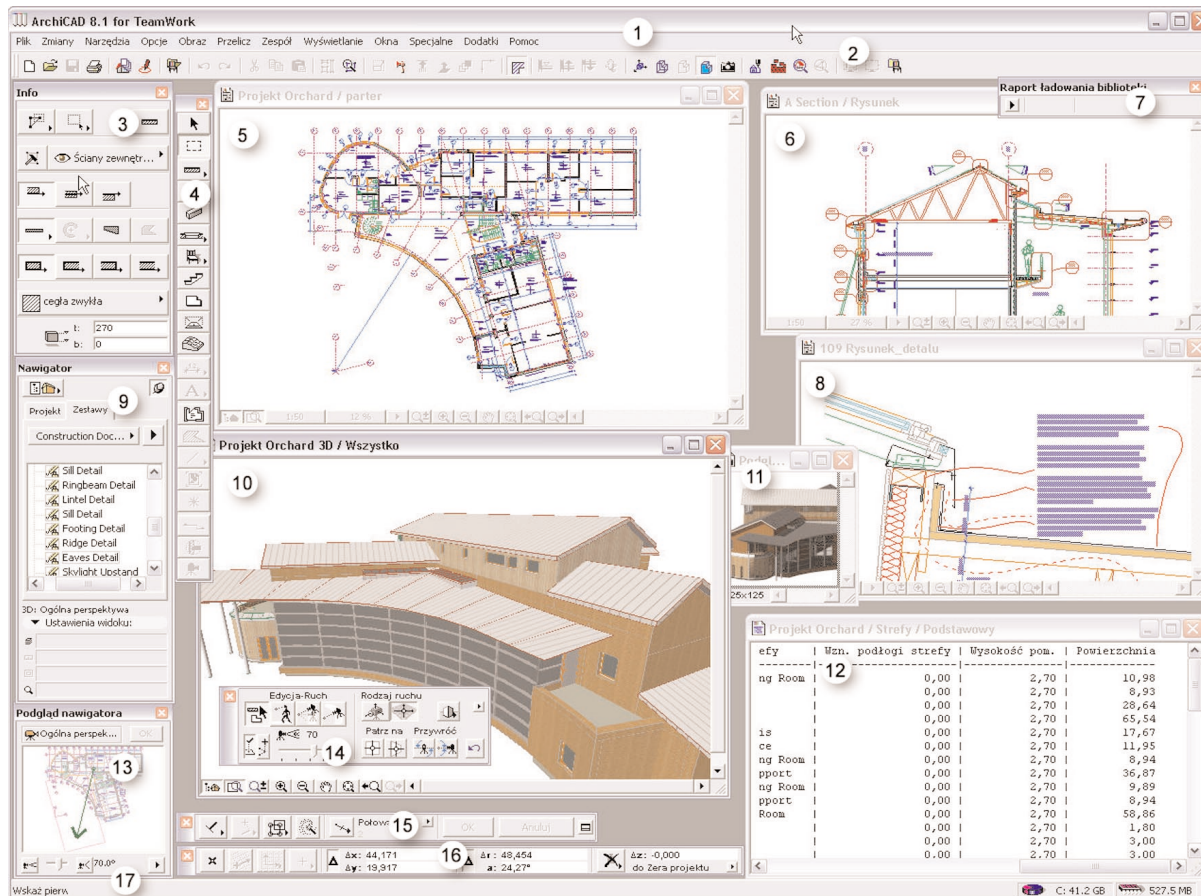 ArchiCAD 8.1 for TeamWork
Plik Zmiany Narzędzia Opcje Obraz Przelicz Zespół Wyświetlanie Okna Specjalne Dodatki Pomoc
1
2
Info
3
Ściany zewnętr...
cegła zwykła
t: 270
b: 0
4
Projekt Orchard / parter
5
1:50
12 %
A Section / Rysunek
6
1:50
27 %
Raport ładowania biblioteki
7
109 Rysunek_detalu
8
Nawigator
9
Projekt Zestawy
Construction Doc...
Sill Detail
Ringbeam Detail
Lintel Detail
Sill Detail
Footing Detail
Ridge Detail
Eaves Detail
Skylight Upstand
3D: Ogólna perspektywa
Ustawienia widoku:
Projekt Orchard 3D / Wszystko
10
11
25x125
Edycja-Ruch Rodzaj ruchu
70
Patrz na Przywróć
14
Projekt Orchard / Strefy / Podstawowy
12
efy | Wzn. podłogi strefy | Wysokość pom. | Powierzchnia
ng Room | 0,00 | 2,70 | 10,98
| 0,00 | 2,70 | 8,93
| 0,00 | 2,70 | 28,64
| 0,00 | 2,70 | 65,54
is | 0,00 | 2,70 | 17,67
ce | 0,00 | 2,70 | 11,95
ng Room | 0,00 | 2,70 | 8,94
pport | 0,00 | 2,70 | 36,87
ng Room | 0,00 | 2,70 | 9,89
pport | 0,00 | 2,70 | 8,94
Room | 0,00 | 2,70 | 58,86
| 0,00 | 2,70 | 1,80
| 0,00 | 2,70 | 3,00
| 0,00 | 2,70 | 3,00
Podgląd nawigatora
Ogólna perspek... OK
13
70.0°
17
15
OK Anuluj
16
Δx: 44,171
Δy: 19,917
Δr: 48,454
a: 24,27°
Δz: -0,000
do Zera projektu
Wskaż pierw.
C: 41.2 GB 527.5 MB